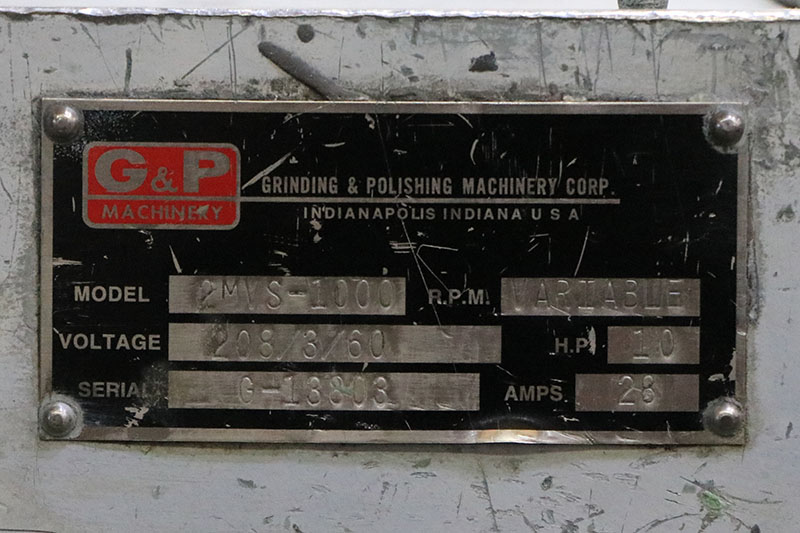 G&P
MACHINERY
GRINDING & POLISHING MACHINERY CORP.
INDIANAPOLIS INDIANA U S A
MODEL 2MVS-1000 R.P.M. VARIABLE
VOLTAGE 208/3/60 H.P. 10
SERIAL G-13803 AMPS 28